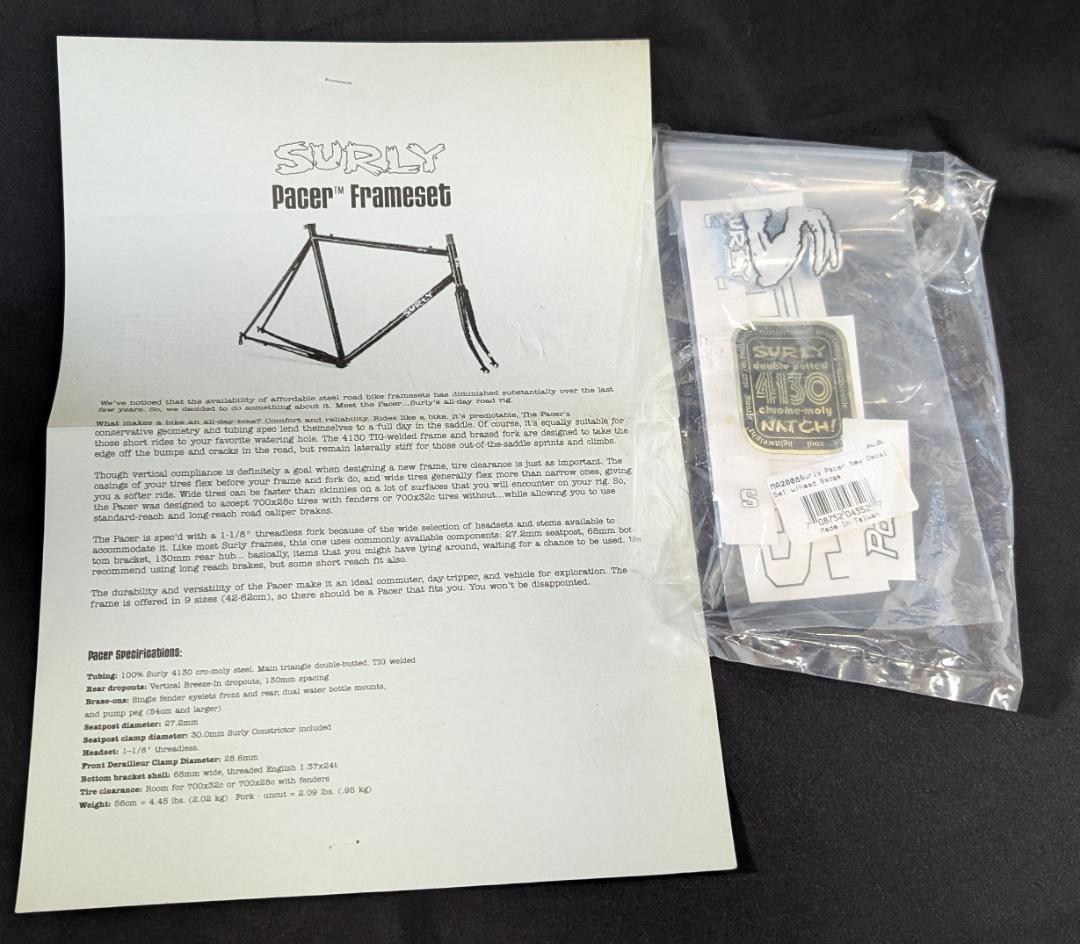 SURLY
Pacer™ Frameset
SURLY
We've noticed that the availability of affordable steel road bike framesets has diminished substantially over the last
few years. So, we decided to do something about it. Meet the Pacer...Surly's all-day road rig.
What makes a bike an all-day bike? Comfort and reliability. Rides like a bike, it's predictable. The Pacer's
conservative geometry and tubing spec lend themselves to a full day in the saddle. Of course, it's equally suitable for
those short rides to your favorite watering hole. The 4130 TIG-welded frame and brazed fork are designed to take the
edge off the bumps and cracks in the road, but remain laterally stiff for those out-of-the-saddle sprints and climbs.
Though vertical compliance is definitely a goal when designing a new frame, tire clearance is just as important. The
casings of your tires flex before your frame and fork do, and wide tires generally flex more than narrow ones, giving
you a softer ride. Wide tires can be faster than skinnies on a lot of surfaces that you will encounter on your rig. So,
the Pacer was designed to accept 700x28c tires with fenders or 700x32c tires without...while allowing you to use
standard-reach and long-reach road caliper brakes.
The Pacer is spec'd with a 1-1/8" threadless fork because of the wide selection of headsets and stems available to
accommodate it. Like most Surly frames, this one uses commonly available components: 27.2mm seatpost, 68mm bot
tom bracket, 130mm rear hub... basically, items that you might have lying around, waiting for a chance to be used. We
recommend using long reach brakes, but some short reach fit also.
The durability and versatility of the Pacer make it an ideal commuter, day-tripper, and vehicle for exploration. The
frame is offered in 9 sizes (42-62cm), so there should be a Pacer that fits you. You won't be disappointed.
Pacer Specifications:
Tubing: 100% Surly 4130 cro-moly steel. Main triangle double-butted. TIG welded
Rear dropouts: Vertical Breeze-In dropouts, 130mm spacing
Braze-ons: Single fender eyelets front and rear, dual water bottle mounts,
and pump peg (54cm and larger)
Seatpost diameter: 27.2mm
Seatpost clamp diameter: 30.0mm Surly Constrictor included
Headset: 1-1/8" threadless.
Front Derailleur Clamp Diameter: 28.6mm
Bottom bracket shell: 68mm wide, threaded English 1.37x24t
Tire clearance: Room for 700x32c or 700x28c with fenders
Weight: 56cm = 4.45 lbs. (2.02 kg) Fork - uncut = 2.09 lbs. (.95 kg)
SURLY
double butted
4130
chrome-moly
NATCH!
cool
lightweight
MA2008Surly Pacer New Decal
Set w/Head Badge
7 08752 04352 7
Made in Taiwan
S
Pa